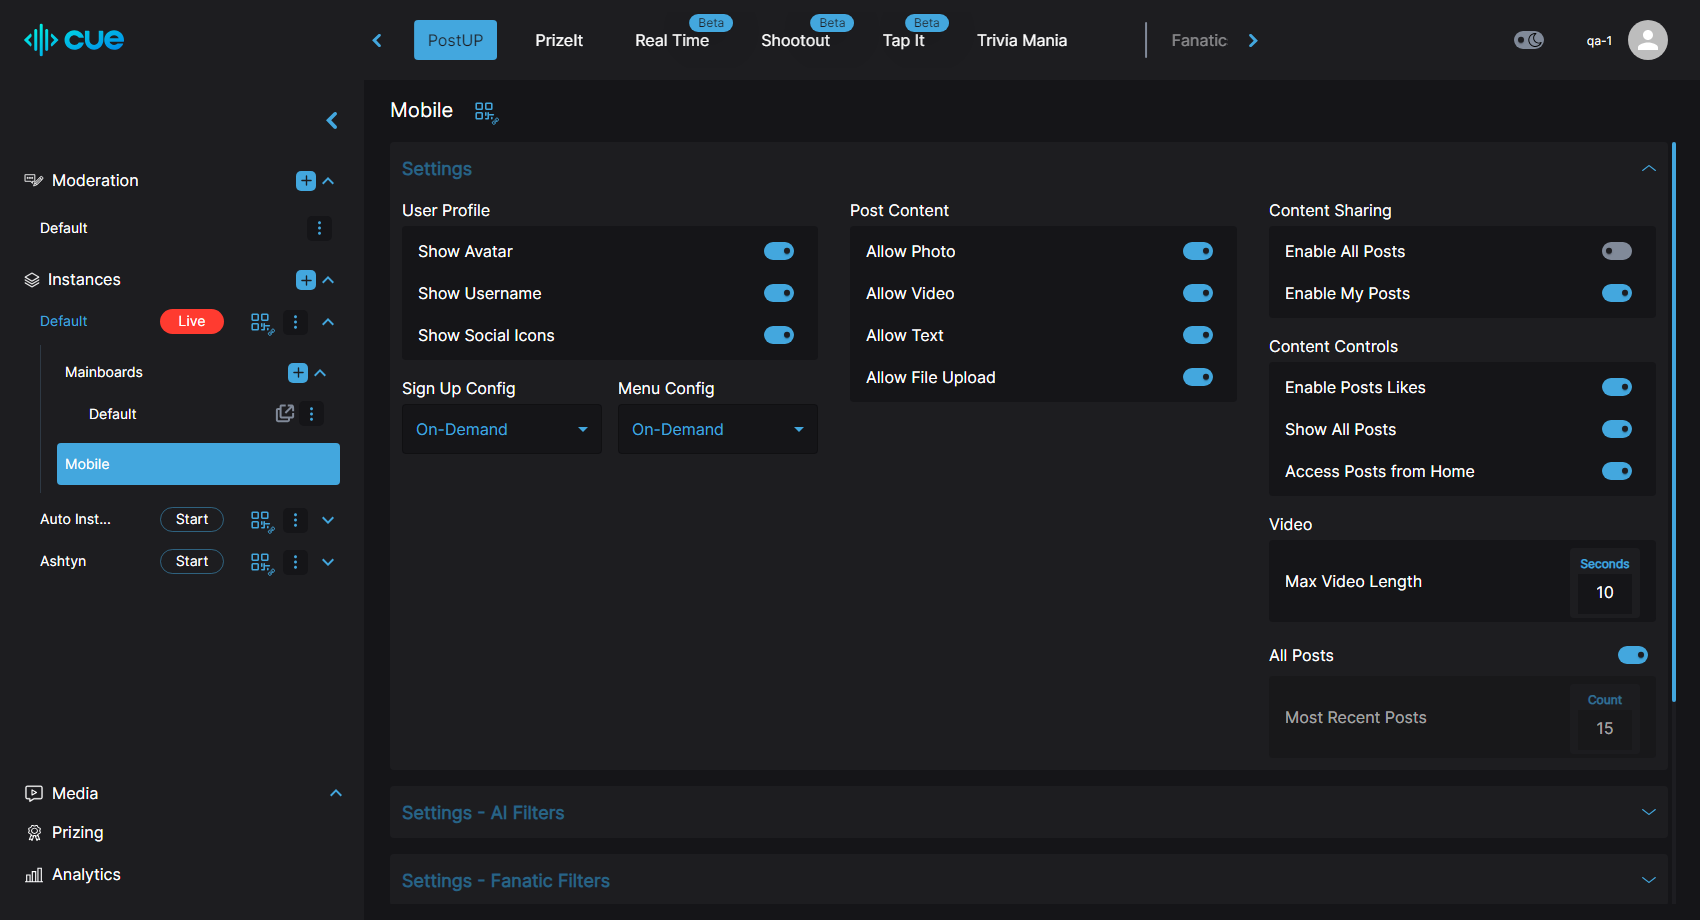 cue
PostUP
PrizeIt
Real Time
Beta
Shootout
Beta
Tap It
Beta
Trivia Mania
Fanatic
qa-1
Moderation
Default
Instances
Default
Live
Mainboards
Default
Mobile
Auto Inst...
Start
Ashtyn
Start
Media
Prizing
Analytics
Mobile
Settings
User Profile
Show Avatar
Show Username
Show Social Icons
Sign Up Config
On-Demand
Menu Config
On-Demand
Post Content
Allow Photo
Allow Video
Allow Text
Allow File Upload
Content Sharing
Enable All Posts
Enable My Posts
Content Controls
Enable Posts Likes
Show All Posts
Access Posts from Home
Video
Max Video Length
Seconds
10
All Posts
Most Recent Posts
Count
15
Settings - AI Filters
Settings - Fanatic Filters